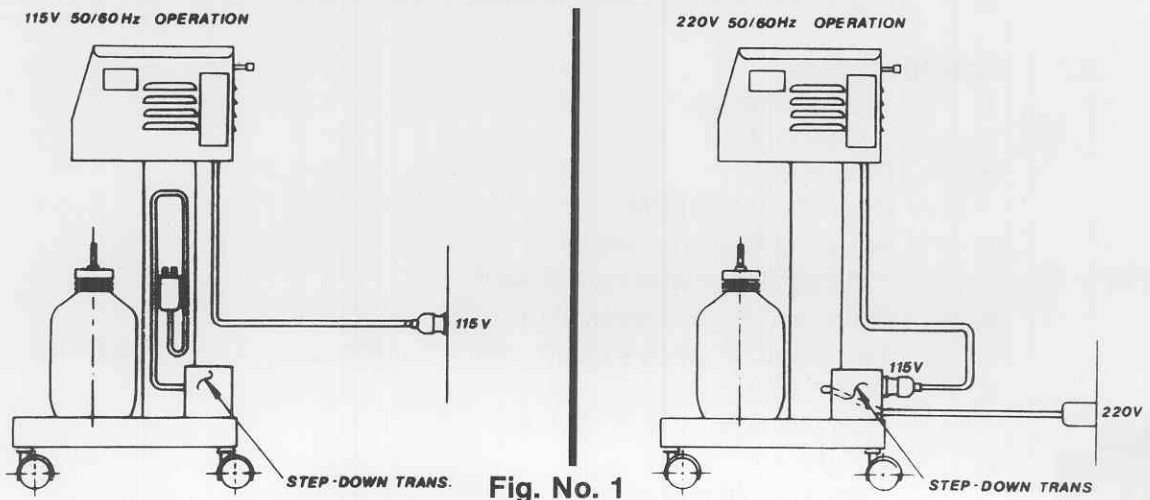 115V 50/60Hz OPERATION
115V
STEP-DOWN TRANS.
220V 50/60Hz OPERATION
115V
220V
STEP-DOWN TRANS
Fig. No. 1